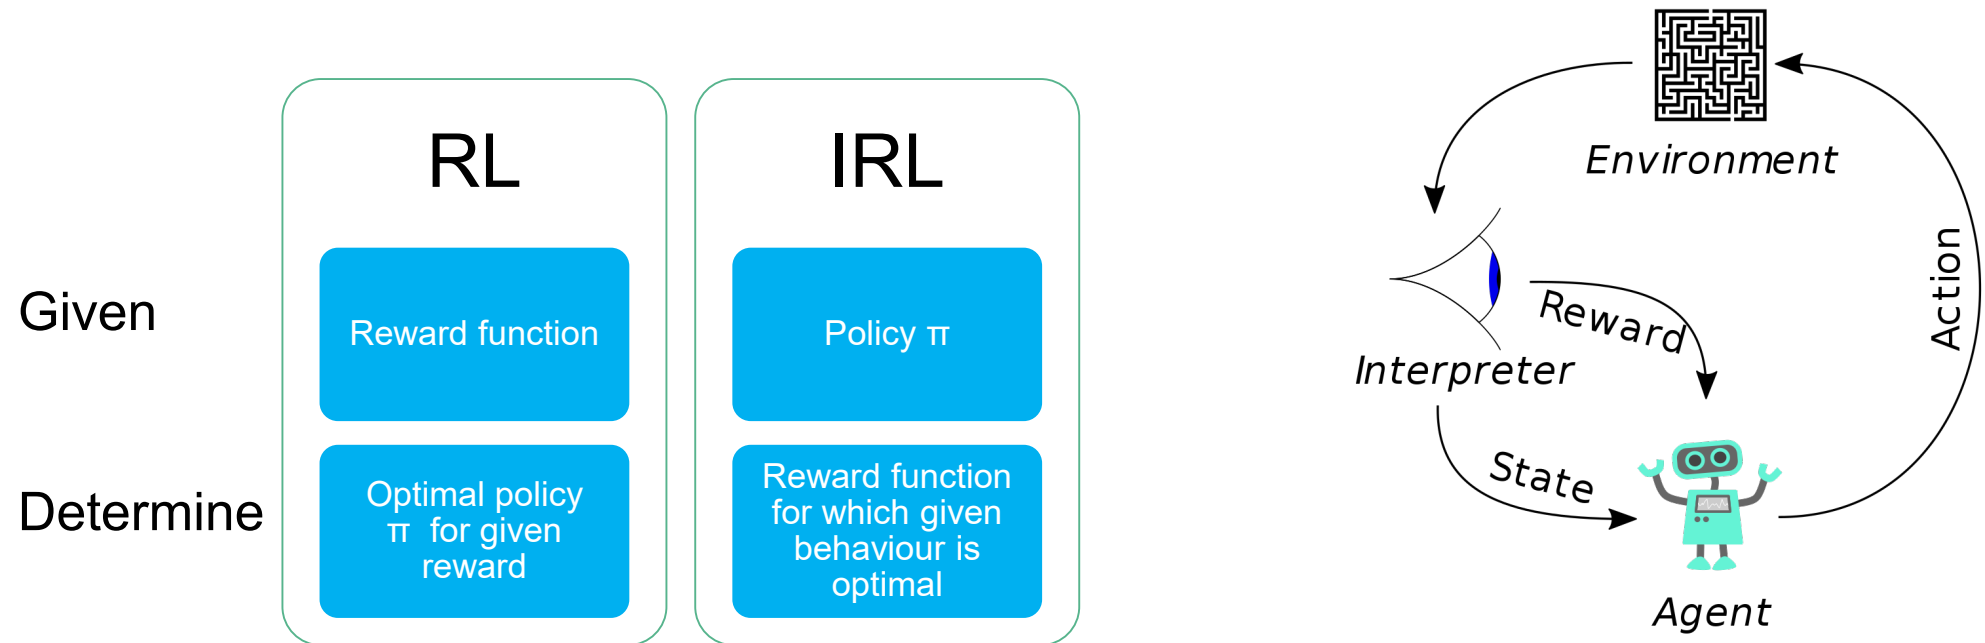 RL
IRL
Given
Reward function
Policy π
Determine
Optimal policy
π for given
reward
Reward function
for which given
behaviour is
optimal
Environment
Interpreter
Reward
State
Action
Agent